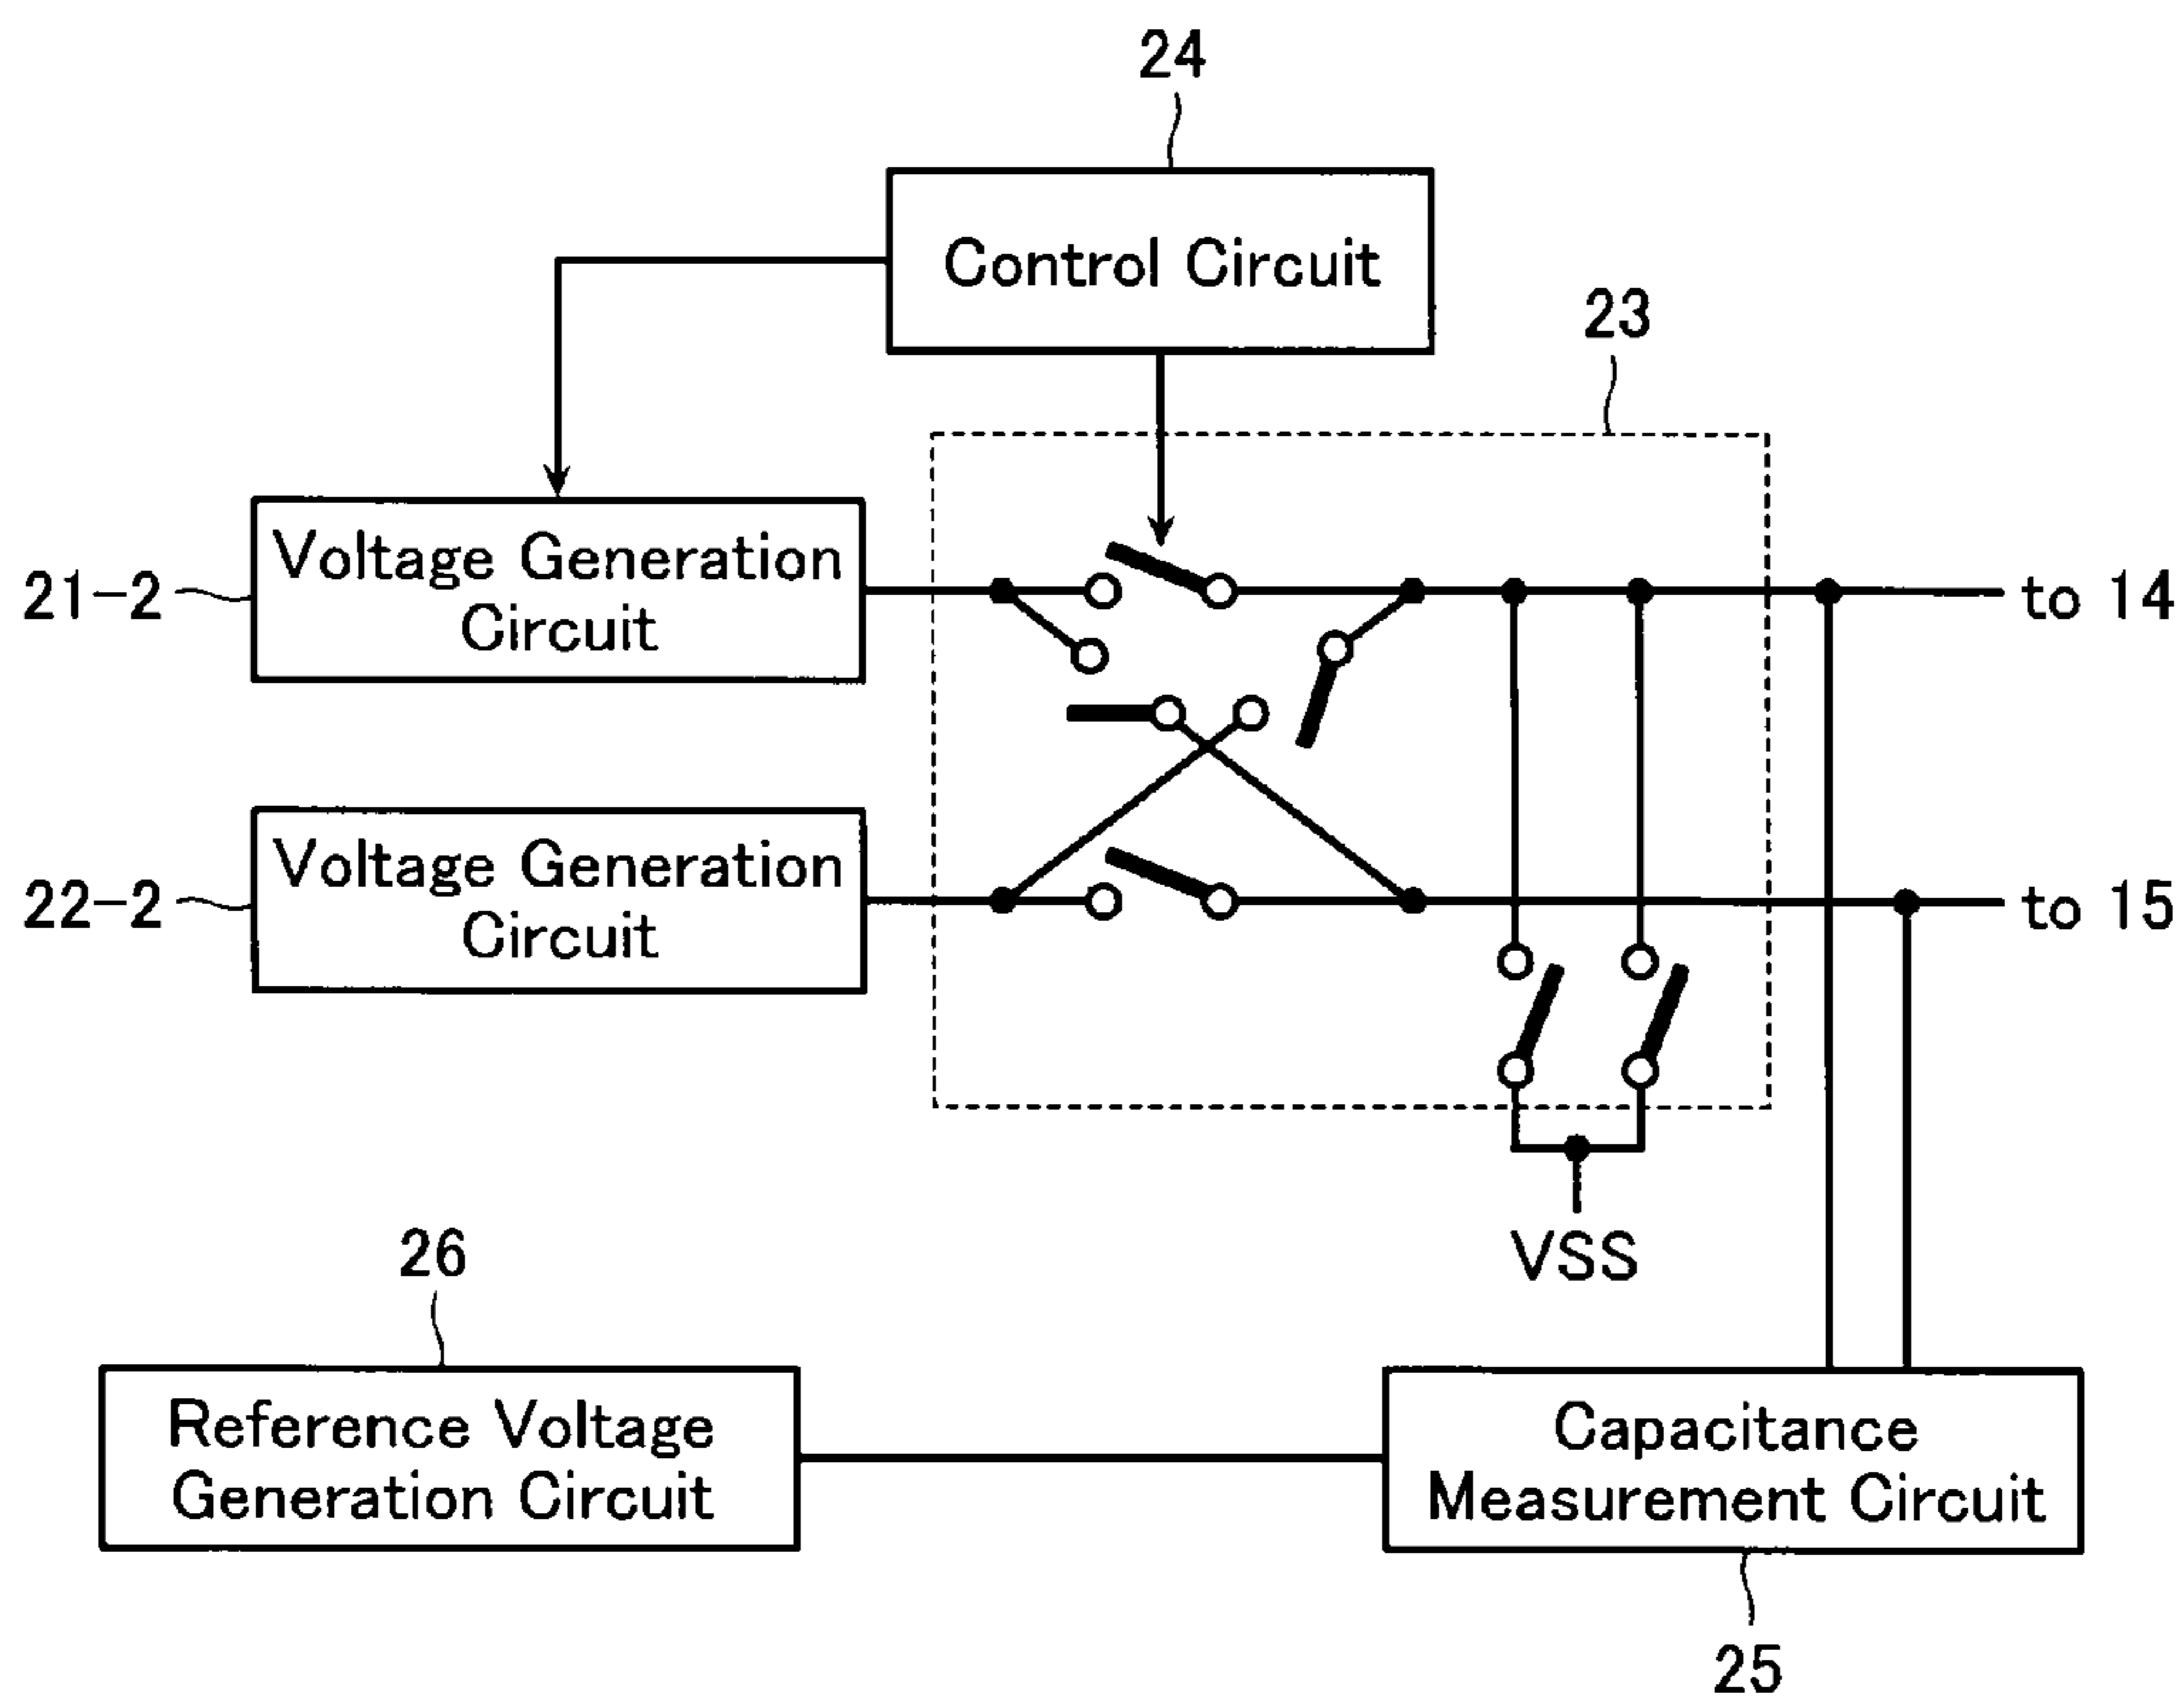 24
Control Circuit
23
Voltage Generation
Circuit
21-2
to 14
Voltage Generation
Circuit
22-2
to 15
VSS
26
Reference Voltage
Generation Circuit
Capacitance
Measurement Circuit
25